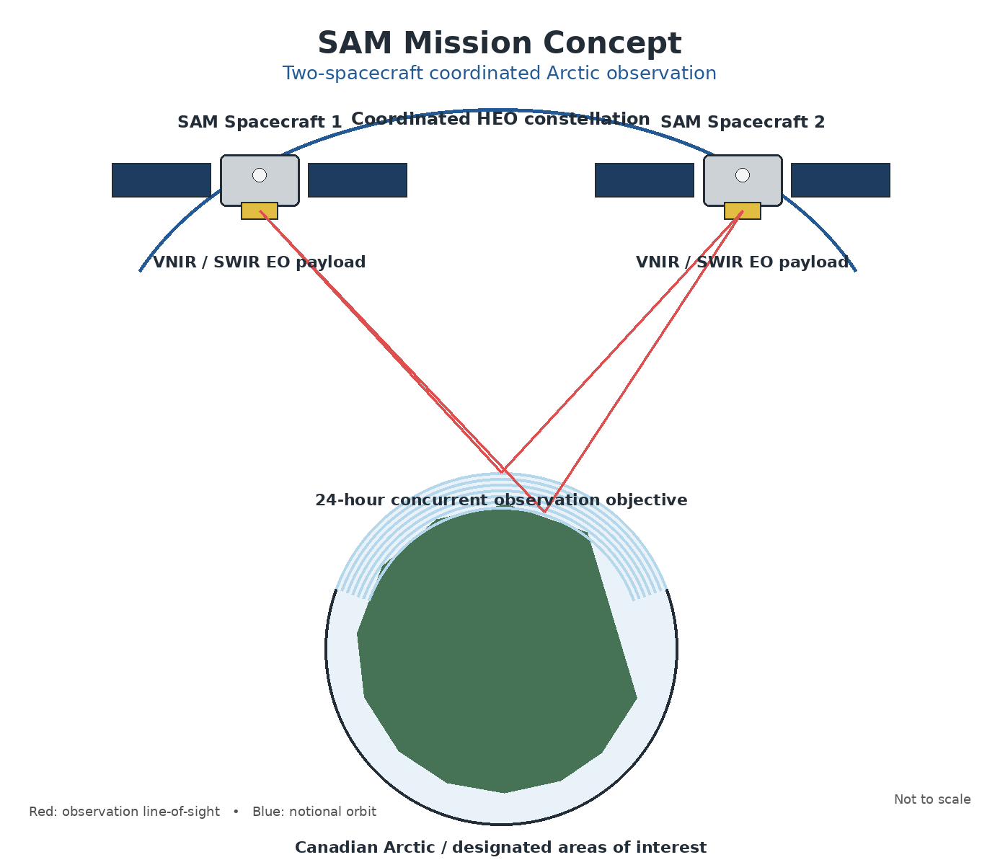 SAM Mission Concept
Two-spacecraft coordinated Arctic observation
SAM Spacecraft 1
Coordinated HEO constellation
SAM Spacecraft 2
VNIR / SWIR EO payload
VNIR / SWIR EO payload
24-hour concurrent observation objective
Not to scale
Red: observation line-of-sight • Blue: notional orbit
Canadian Arctic / designated areas of interest